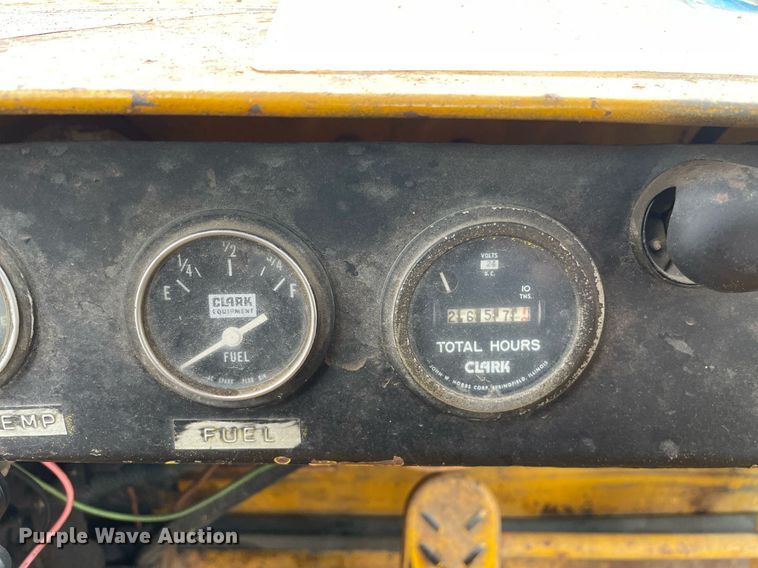 1/4 1/2 3/4
E F
CLARK
EQUIPMENT
FUEL
VOLTS
D.C.
10
THS.
2 6 5 7
TOTAL HOURS
CLARK
JOHN W. HOBBS CORP. SPRINGFIELD, ILLINOIS
EMP
FUEL
Purple Wave Auction